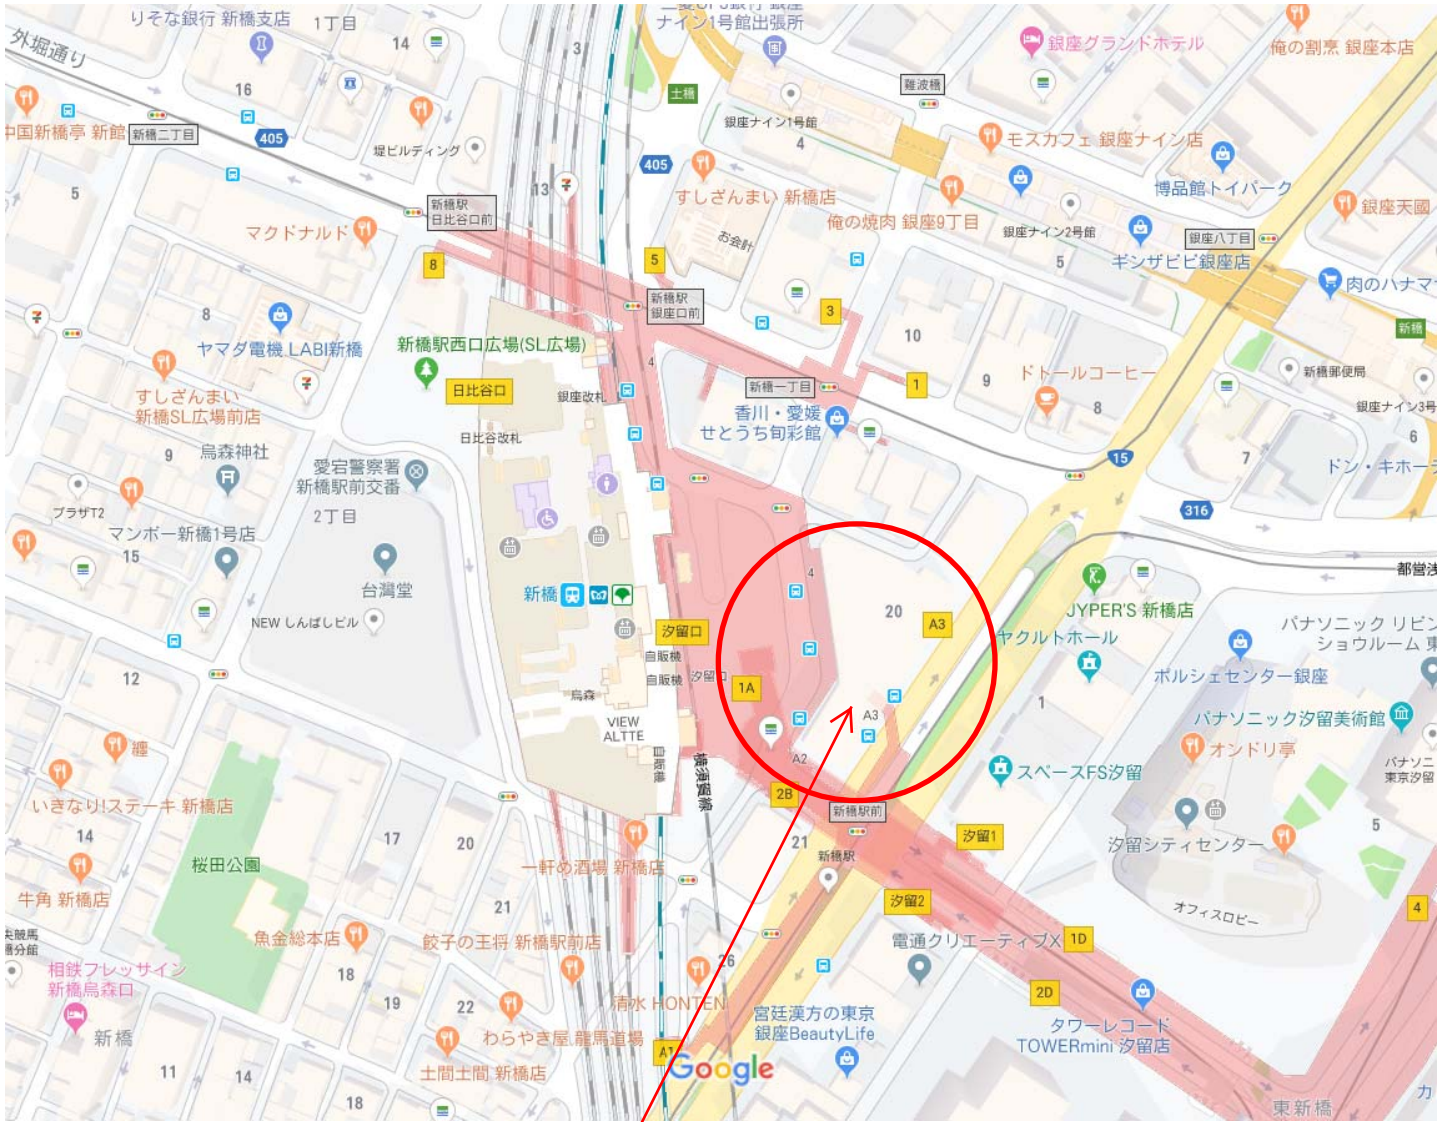 りそな銀行 新橋支店
1丁目
三菱UFJ銀行 銀座
ナイン1号館出張所
外堀通り
14
16
3
銀座グランドホテル
俺の割烹 銀座本店
土橋
難波橋
中国新橋亭 新館
新橋二丁目
405
堤ビルディング
銀座ナイン1号館
4
モスカフェ 銀座ナイン店
405
博品館トイパーク
5
13
すしざんまい 新橋店
新橋駅
日比谷口前
マクドナルド
お会計
俺の焼肉 銀座9丁目
銀座ナイン2号館
銀座八丁目
銀座天國
ギンザビビ銀座店
5
8
5
肉のハナマサ
新橋駅
銀座口前
3
8
ヤマダ電機 LABI新橋
新橋駅西口広場(SL広場)
10
新橋
新橋郵便局
4
日比谷口
銀座改札
新橋一丁目
1
9
ドトールコーヒー
8
すしざんまい
新橋SL広場前店
香川・愛媛
せとうち旬彩館
銀座ナイン3号
日比谷改札
9
烏森神社
愛宕警察署
新橋駅前交番
15
7
6
ドン・キホーテ
プラザT2
マンボー新橋1号店
2丁目
316
15
台湾堂
4
都営浅
新橋
20
A3
JYPER'S 新橋店
NEW しんばしビル
汐留口
自販機
ヤクルトホール
パナソニック リビン
ショウルーム 東
12
自販機
汐留口
1A
ポルシェセンター銀座
烏森
A3
1
パナソニック汐留美術館
VIEW
ALTTE
纏
自販機
横須賀線
A2
オンドリ亭
スペースFS汐留
パナソニ
東京汐留
いきなり!ステーキ 新橋店
2B
新橋駅前
14
17
20
21
新橋駅
汐留1
汐留シティセンター
5
桜田公園
一軒め酒場 新橋店
牛角 新橋店
21
汐留2
オフィスロビー
4
魚金総本店
餃子の王将 新橋駅前店
電通クリエーティブX
1D
相鉄フレッサイン
新橋烏森口
18
26
2D
19
22
清水 HONTEN
宮廷漢方の東京
銀座BeautyLife
タワーレコード
TOWERmini 汐留店
新橋
わらやき屋 龍馬道場
A1
Google
11
14
土間土間 新橋店
18
東新橋
カ